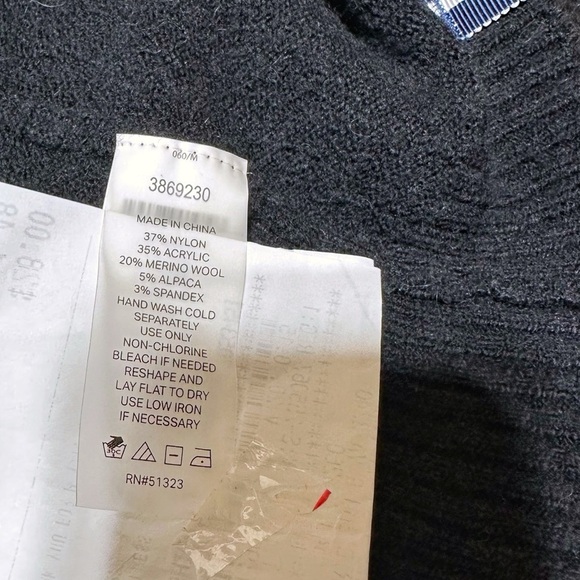 W/090
3869230
MADE IN CHINA
37% NYLON
35% ACRYLIC
20% MERINO WOOL
5% ALPACA
3% SPANDEX
HAND WASH COLD
SEPARATELY
USE ONLY
NON-CHLORINE
BLEACH IF NEEDED
RESHAPE AND
LAY FLAT TO DRY
USE LOW IRON
IF NECESSARY
30C
RN#51323